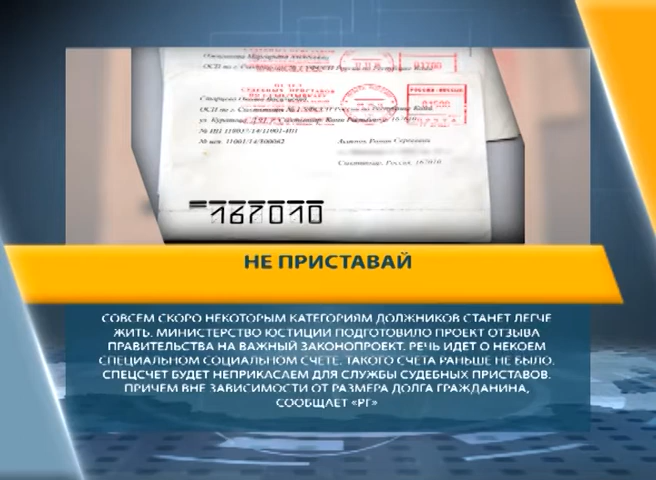 167010
НЕ ПРИСТАВАЙ
СОВСЕМ СКОРО НЕКОТОРЫМ КАТЕГОРИЯМ ДОЛЖНИКОВ СТАНЕТ ЛЕГЧЕ
ЖИТЬ. МИНИСТЕРСТВО ЮСТИЦИИ ПОДГОТОВИЛО ПРОЕКТ ОТЗЫВА
ПРАВИТЕЛЬСТВА НА ВАЖНЫЙ ЗАКОНОПРОЕКТ. РЕЧЬ ИДЕТ О НЕКОЕМ
СПЕЦИАЛЬНОМ СОЦИАЛЬНОМ СЧЕТЕ. ТАКОГО СЧЕТА РАНЬШЕ НЕ БЫЛО.
СПЕЦСЧЕТ БУДЕТ НЕПРИКАСАЕМ ДЛЯ СЛУЖБЫ СУДЕБНЫХ ПРИСТАВОВ.
ПРИЧЕМ ВНЕ ЗАВИСИМОСТИ ОТ РАЗМЕРА ДОЛГА ГРАЖДАНИНА,
СООБЩАЕТ «РГ»